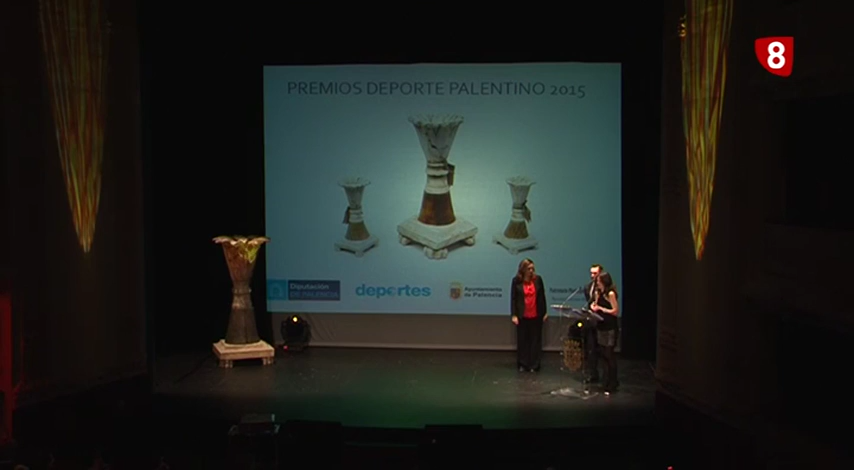 8
PREMIOS DEPORTE PALENTINO 2015
Diputación
DE PALENCIA
deportes
Ayuntamiento
de Palencia